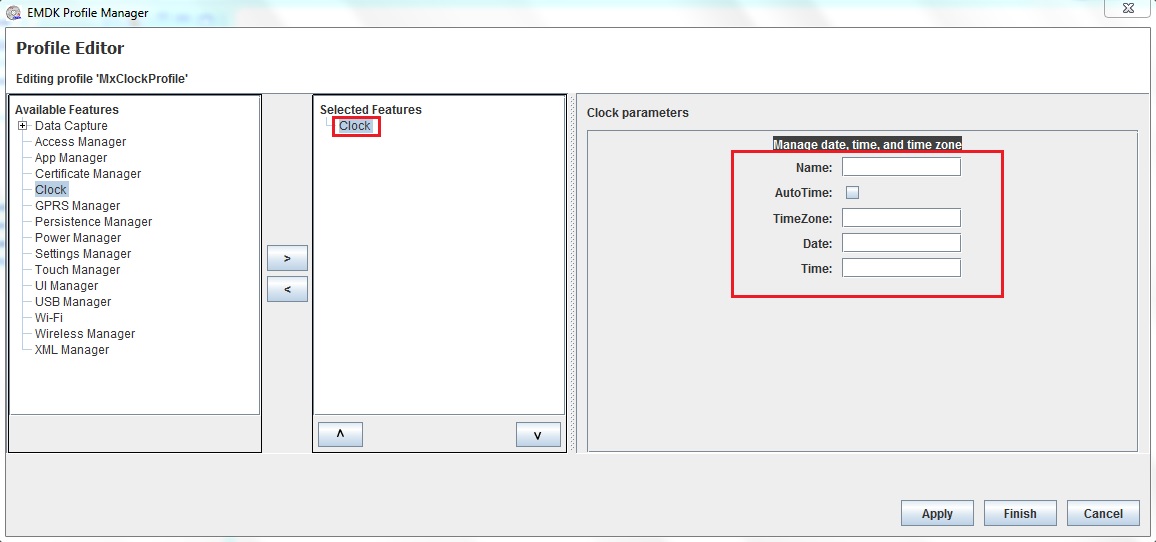 EMDK Profile Manager
Profile Editor
Editing profile 'MxClockProfile'
Available Features
Data Capture
Access Manager
App Manager
Certificate Manager
Clock
GPRS Manager
Persistence Manager
Power Manager
Settings Manager
Touch Manager
UI Manager
USB Manager
Wi-Fi
Wireless Manager
XML Manager
>
<
Selected Features
Clock
^
v
Clock parameters
Manage date, time, and time zone
Name:
AutoTime:
TimeZone:
Date:
Time:
Apply
Finish
Cancel